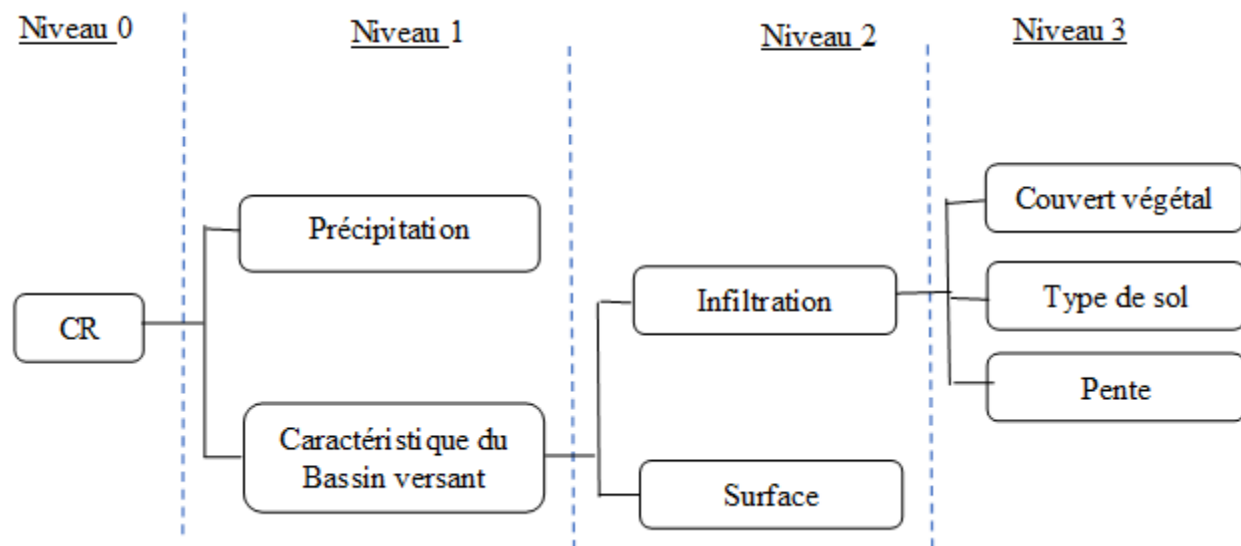 Niveau 0
Niveau 1
Niveau 2
Niveau 3
Précipitation
CR
Caractéristique du
Bassin versant
Infiltration
Surface
Couvert végétal
Type de sol
Pente